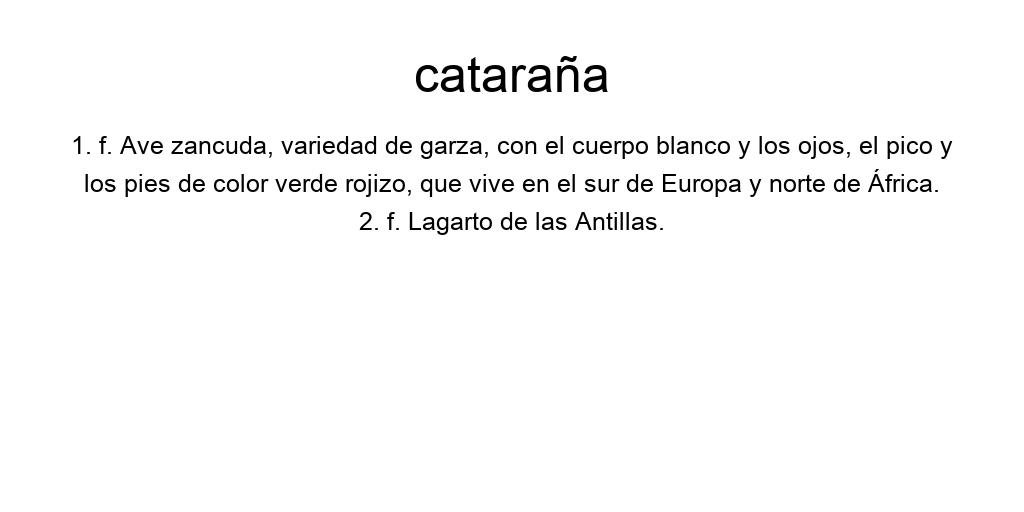 cataraña
1. f. Ave zancuda, variedad de garza, con el cuerpo blanco y los ojos, el pico y
los pies de color verde rojizo, que vive en el sur de Europa y norte de África.
2. f. Lagarto de las Antillas.